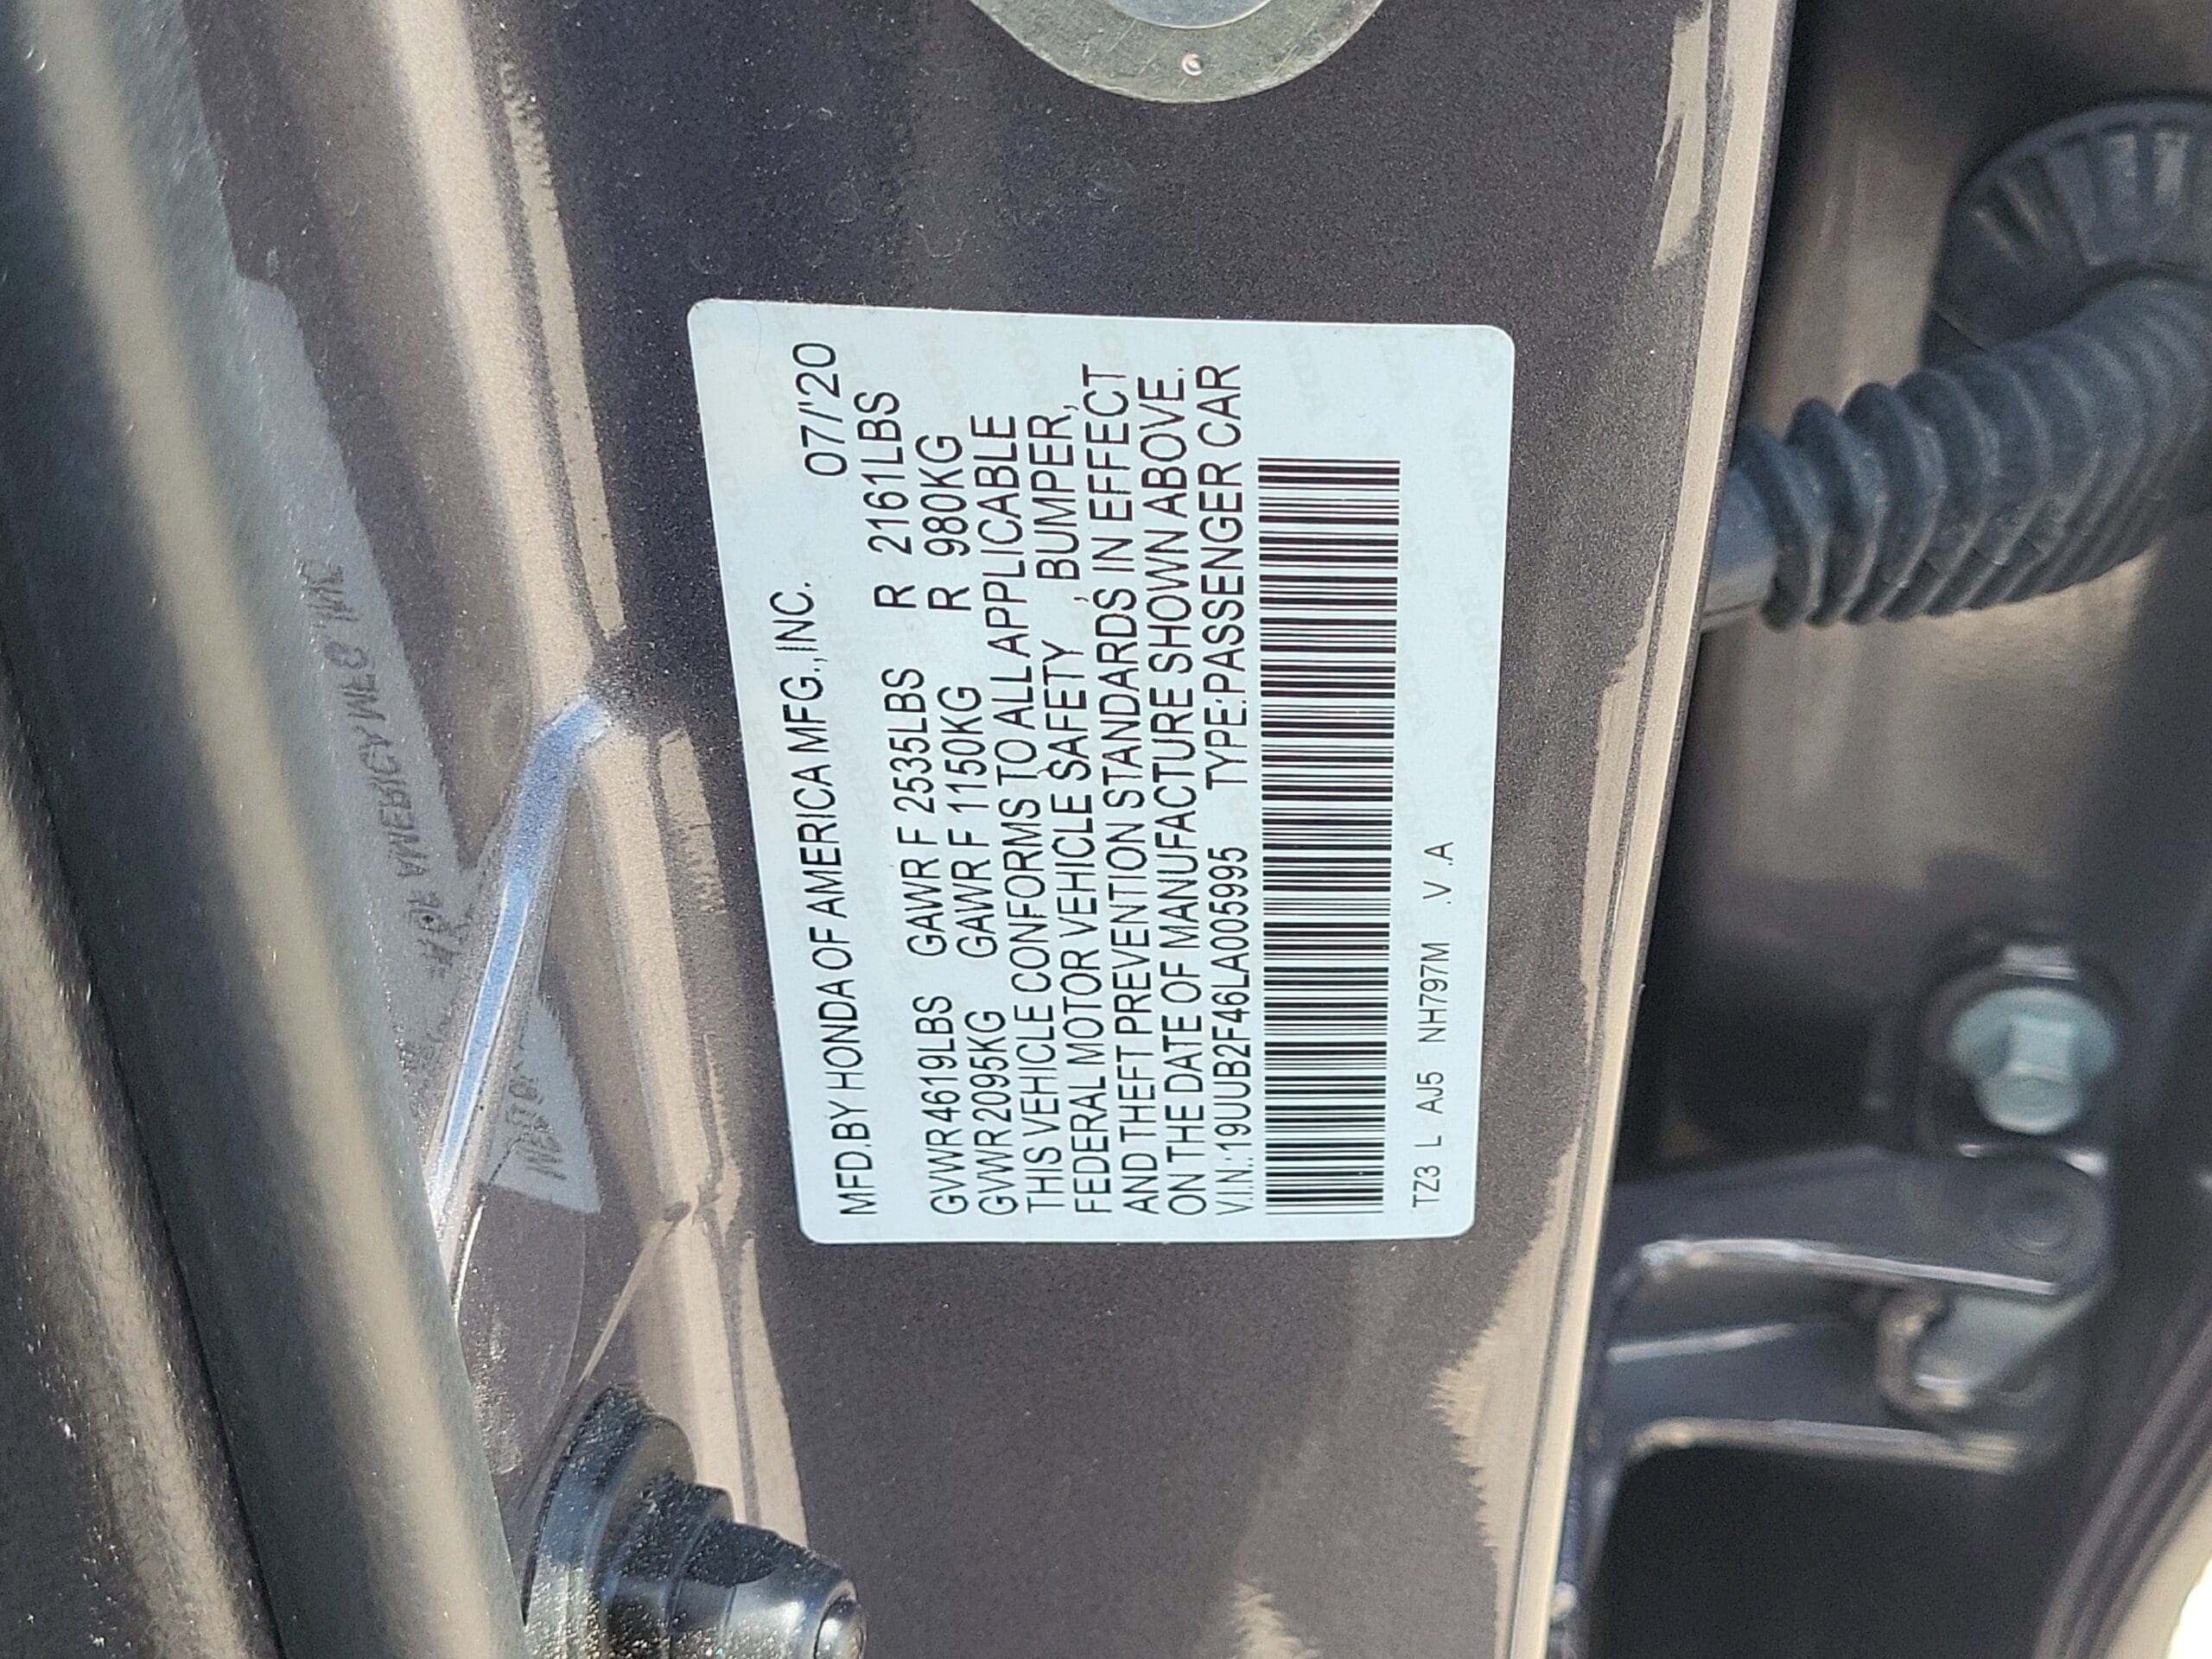 MFD.BY HONDA OF AMERICA MFG.,INC. 07/'20
GVWR 4619LBS GAWR F 2535LBS R 2161LBS
GVWR 2095KG GAWR F 1150KG R 980KG
THIS VEHICLE CONFORMS TO ALL APPLICABLE
FEDERAL MOTOR VEHICLE SAFETY , BUMPER,
AND THEFT PREVENTION STANDARDS IN EFFECT
ON THE DATE OF MANUFACTURE SHOWN ABOVE.
V.I.N.:19UUB2F46LA005995 TYPE:PASSENGER CAR
TZ3 L AJ5 NH797M .V .A